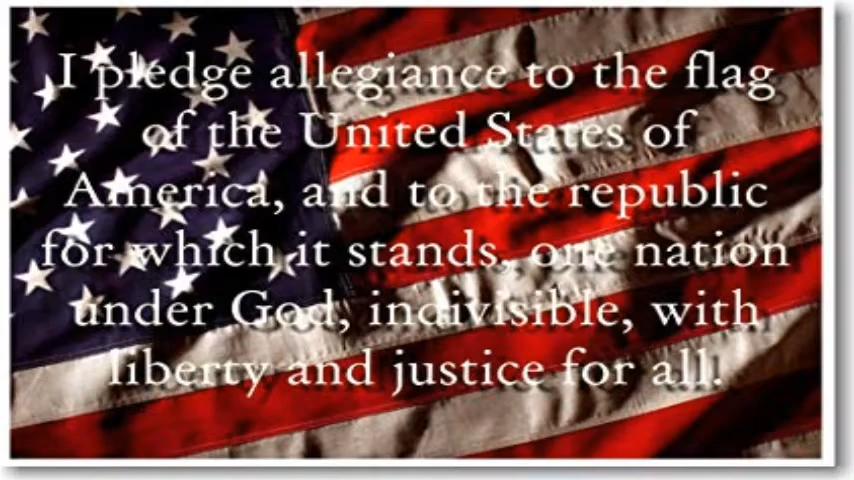 I pledge allegiance to the flag
of the United States of
America, and to the republic
for which it stands, one nation
under God, indivisible, with
liberty and justice for all.